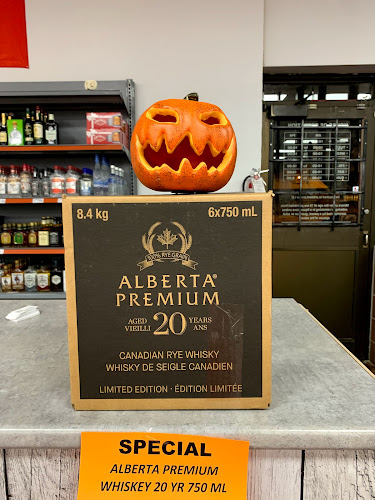 8.4 kg 6x750 mL
100% RYE GRAIN
ALBERTA®
PREMIUM
AGED 20 YEARS
VIEILLI ANS
CANADIAN RYE WHISKY
WHISKY DE SEIGLE CANADIEN
LIMITED EDITION · ÉDITION LIMITÉE
SPECIAL
ALBERTA PREMIUM
WHISKEY 20 YR 750 ML